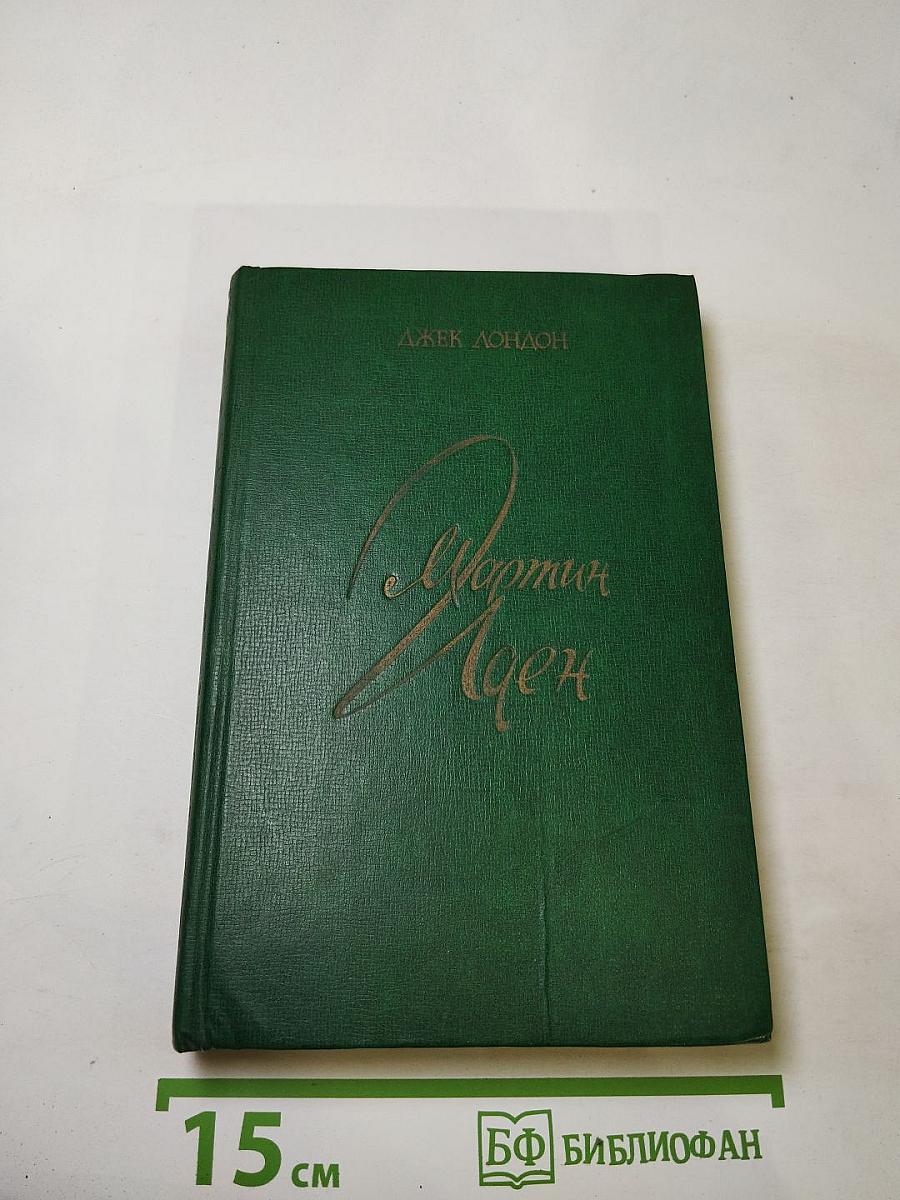 ДЖЕК ЛОНДОН
Мартин
Иден
15 см
БФ БИБЛИОФАН